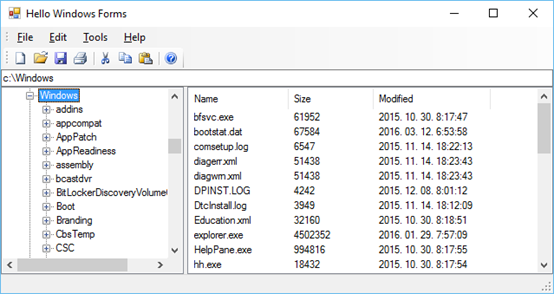 Hello Windows Forms
File Edit Tools Help
c:\Windows
Windows
addins
appcompat
AppPatch
AppReadiness
assembly
bcastdvr
BitLockerDiscoveryVolume
Boot
Branding
CbsTemp
CSC
Name Size Modified
bfsvc.exe 61952 2015. 10. 30. 8:17:47
bootstat.dat 67584 2016. 03. 12. 6:53:58
comsetup.log 6547 2015. 11. 14. 18:22:13
diagerr.xml 51438 2015. 11. 14. 18:23:43
diagwrn.xml 51438 2015. 11. 14. 18:23:43
DPINST.LOG 4242 2015. 12. 08. 8:01:12
DtcInstall.log 3949 2015. 11. 14. 18:12:09
Education.xml 32160 2015. 10. 30. 8:18:51
explorer.exe 4502352 2016. 01. 29. 7:57:09
HelpPane.exe 994816 2015. 10. 30. 8:17:55
hh.exe 18432 2015. 10. 30. 8:17:54